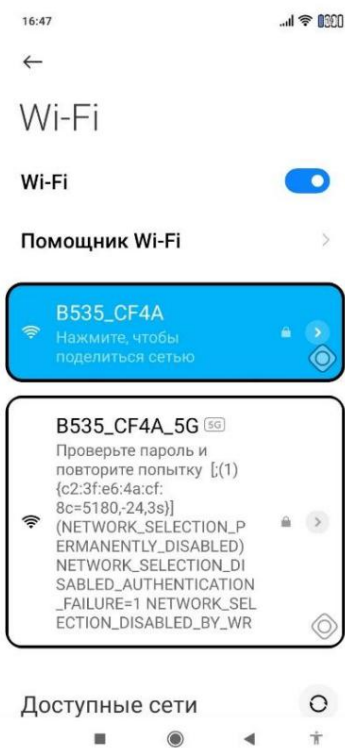 16:47
Wi-Fi
Wi-Fi
Помощник Wi-Fi
B535_CF4A
Нажмите, чтобы
поделиться сетью
B535_CF4A_5G 5G
Проверьте пароль и
повторите попытку [;(1)
{c2:3f:e6:4a:cf:
8c=5180,-24,3s}]
(NETWORK_SELECTION_P
ERMANENTLY_DISABLED)
NETWORK_SELECTION_DI
SABLED_AUTHENTICATION
_FAILURE=1 NETWORK_SEL
ECTION_DISABLED_BY_WR
Доступные сети